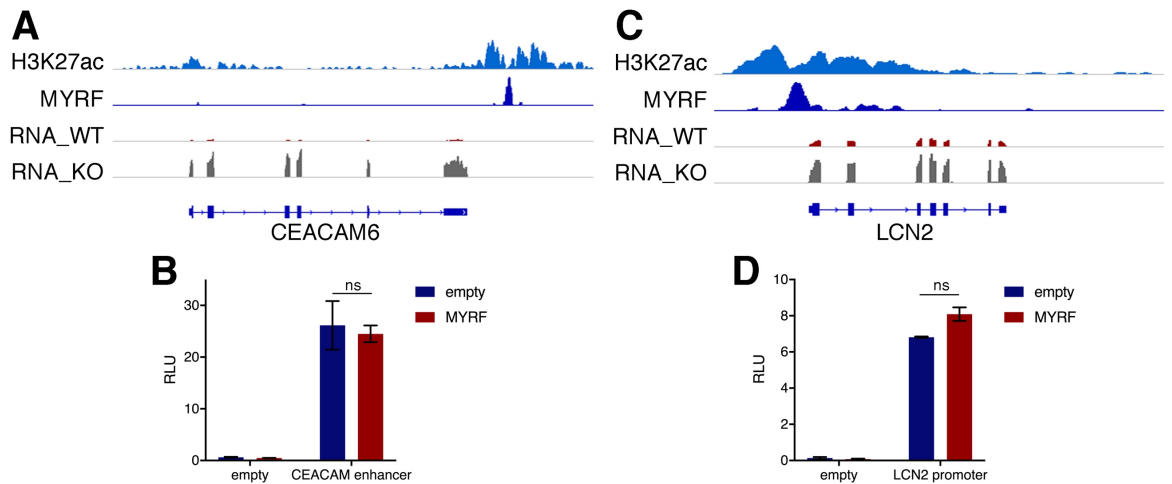 A
H3K27ac
MYRF
RNA_WT
RNA_KO
CEACAM6
B
ns
empty
MYRF
RLU
30
20
10
0
empty
CEACAM enhancer
C
H3K27ac
MYRF
RNA_WT
RNA_KO
LCN2
D
ns
empty
MYRF
RLU
10
8
6
4
2
0
empty
LCN2 promoter